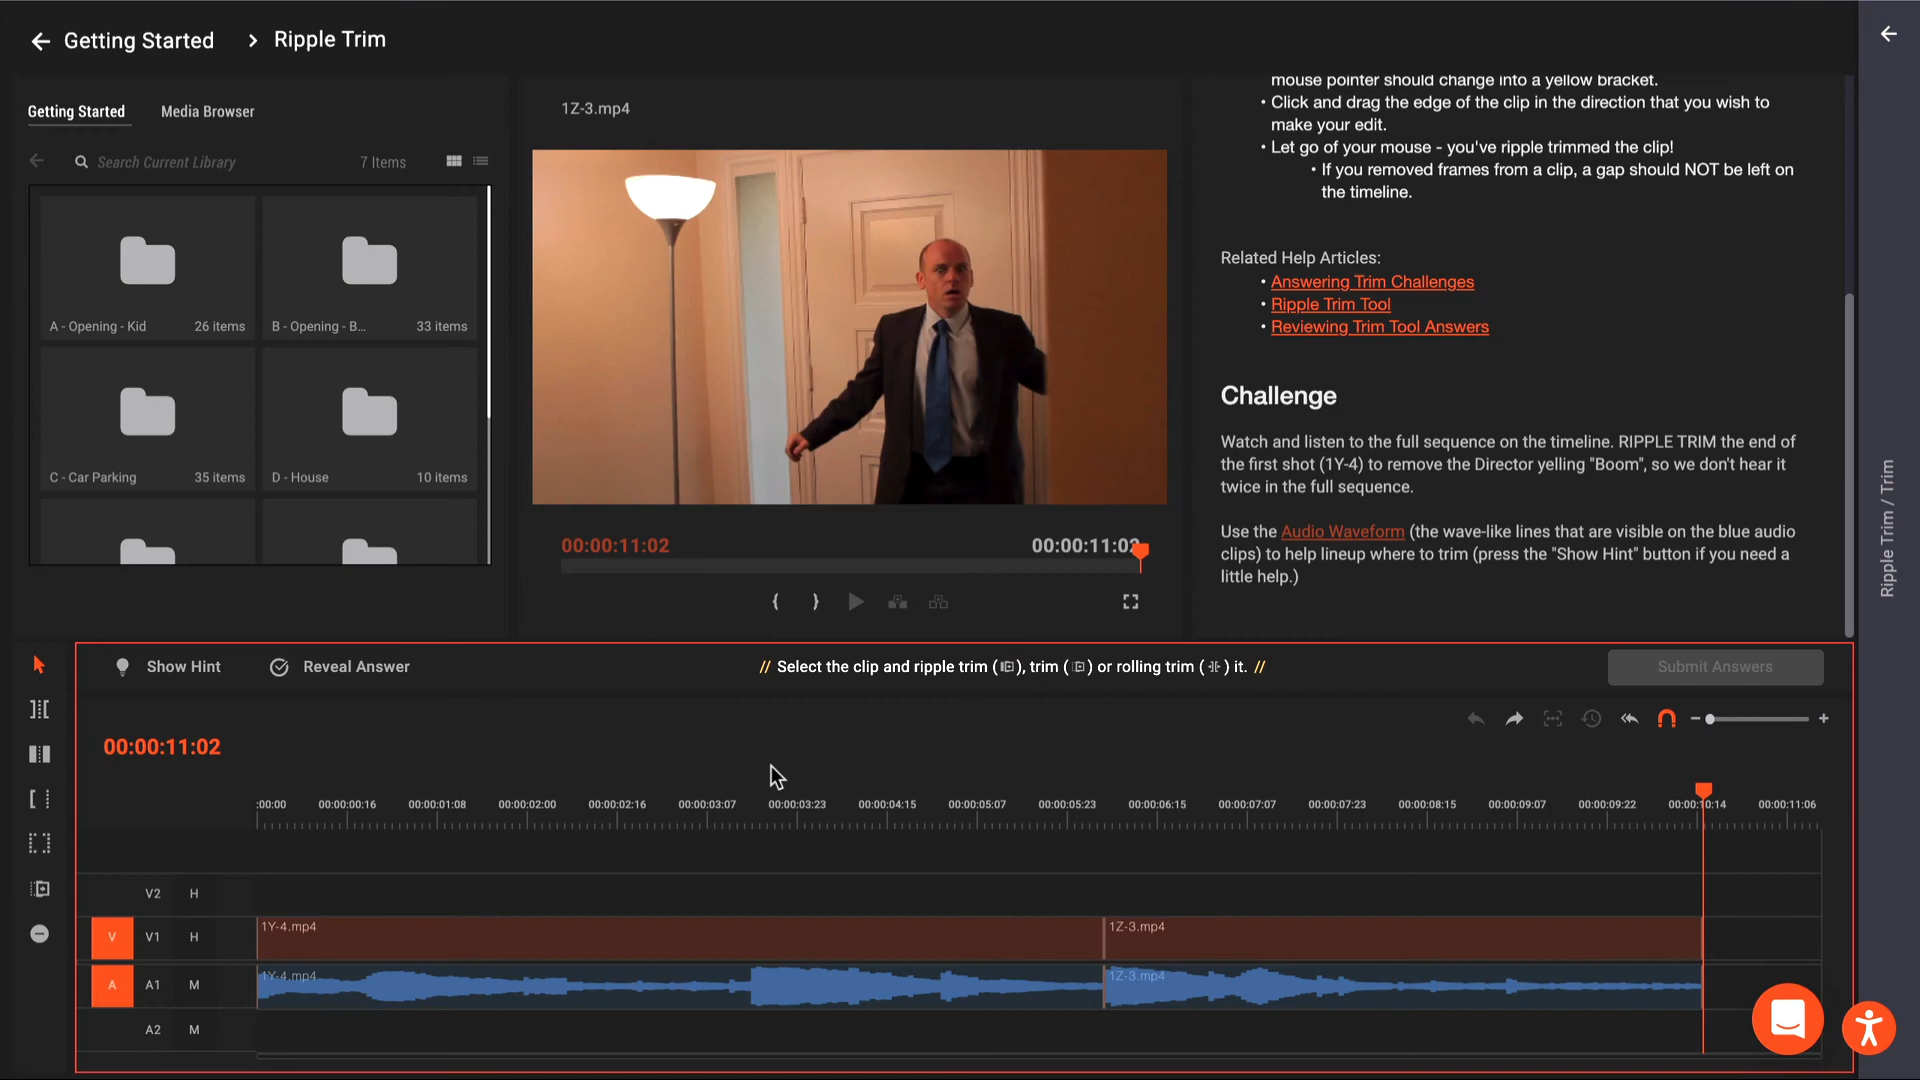 Getting Started > Ripple Trim
Getting Started
Media Browser
Search Current Library
7 Items
A - Opening - Kid
26 items
B - Opening - B...
33 items
C - Car Parking
35 items
D - House
10 items
1Z-3.mp4
00:00:11:02
00:00:11:02
mouse pointer should change into a yellow bracket.
• Click and drag the edge of the clip in the direction that you wish to
make your edit.
• Let go of your mouse - you've ripple trimmed the clip!
• If you removed frames from a clip, a gap should NOT be left on
the timeline.
Related Help Articles:
• Answering Trim Challenges
• Ripple Trim Tool
• Reviewing Trim Tool Answers
Challenge
Watch and listen to the full sequence on the timeline. RIPPLE TRIM the end of
the first shot (1Y-4) to remove the Director yelling "Boom", so we don't hear it
twice in the full sequence.
Use the Audio Waveform (the wave-like lines that are visible on the blue audio
clips) to help lineup where to trim (press the "Show Hint" button if you need a
little help.)
Ripple Trim / Trim
Show Hint
Reveal Answer
// Select the clip and ripple trim ( ), trim ( ) or rolling trim ( ) it. //
Submit Answers
00:00:11:02
:00:00
00:00:00:16
00:00:01:08
00:00:02:00
00:00:02:16
00:00:03:07
00:00:03:23
00:00:04:15
00:00:05:07
00:00:05:23
00:00:06:15
00:00:07:07
00:00:07:23
00:00:08:15
00:00:09:07
00:00:09:22
00:00:10:14
00:00:11:06
V2 H
V V1 H
1Y-4.mp4
1Z-3.mp4
A A1 M
1Y-4.mp4
1Z-3.mp4
A2 M